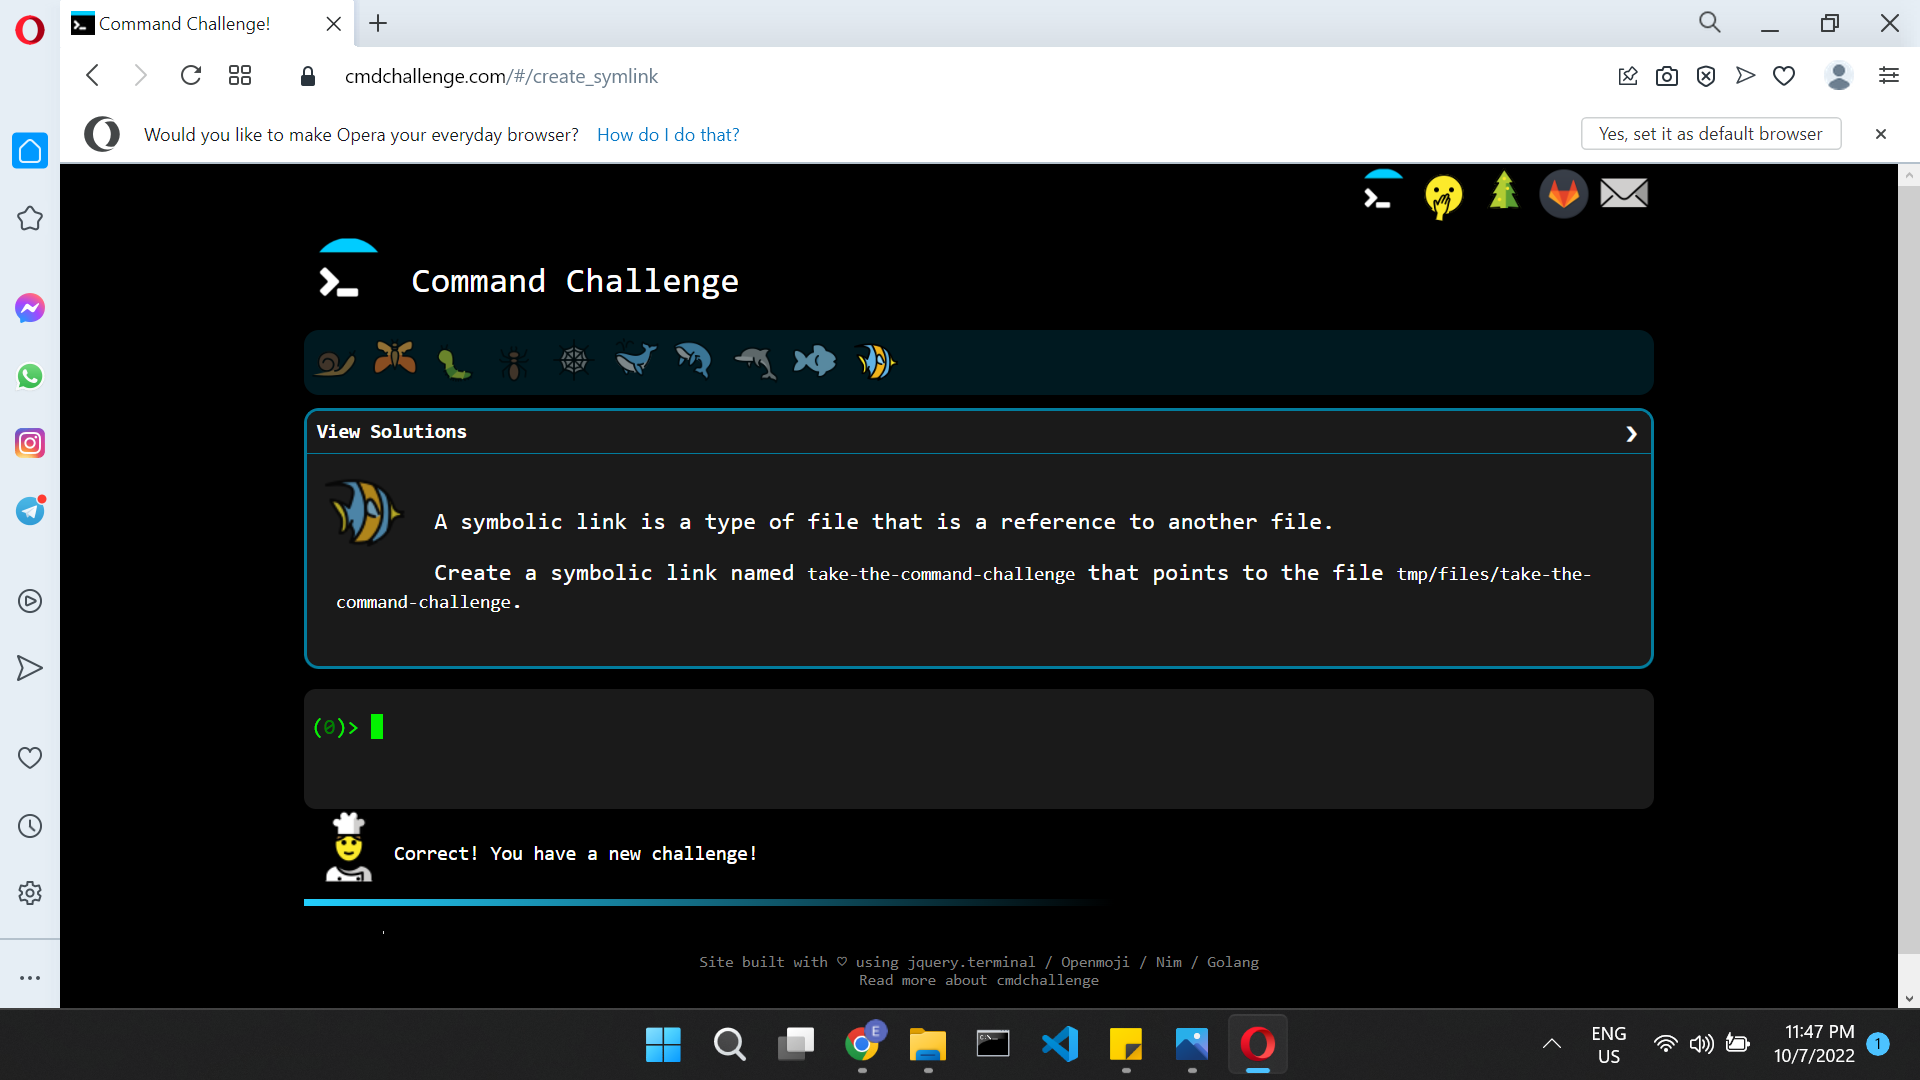 Command Challenge!
cmdchallenge.com/#/create_symlink
Would you like to make Opera your everyday browser? How do I do that?
Yes, set it as default browser
Command Challenge
View Solutions
A symbolic link is a type of file that is a reference to another file.
Create a symbolic link named take-the-command-challenge that points to the file tmp/files/take-the-
command-challenge.
(0)>
Correct! You have a new challenge!
Site built with ♡ using jquery.terminal / Openmoji / Nim / Golang
Read more about cmdchallenge
E
ENG
US
11:47 PM
10/7/2022
1